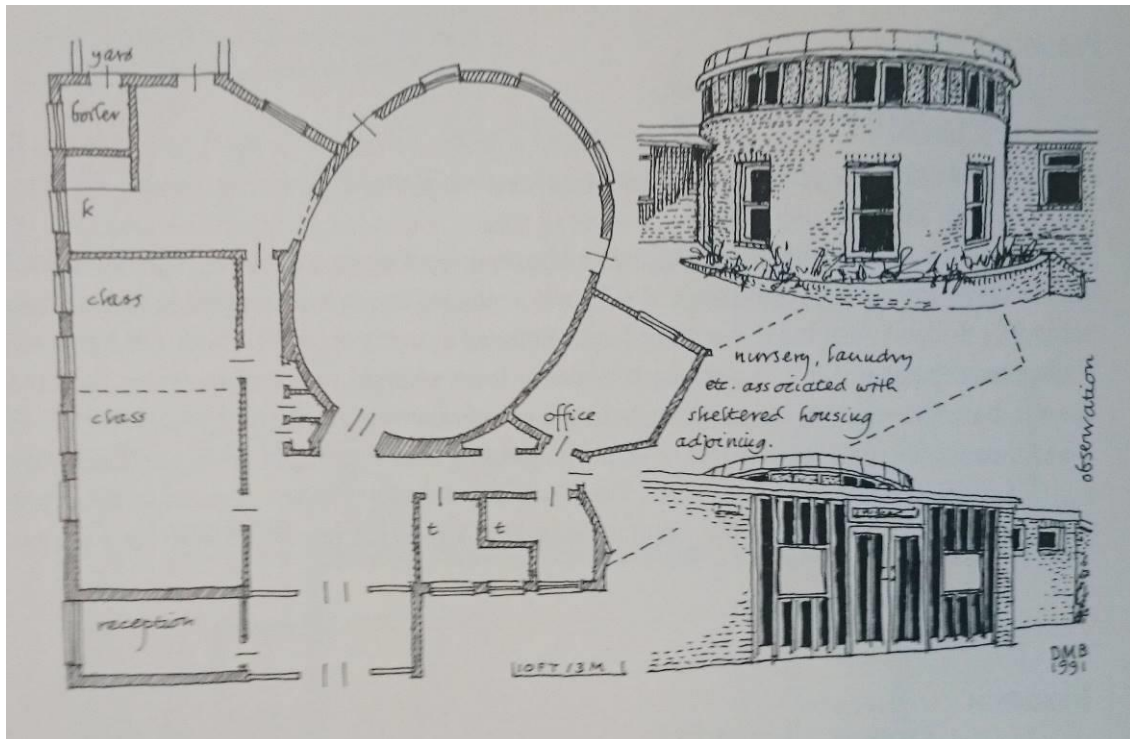 yard
boiler
k
class
class
reception
office
t
t
nursery, laundry
etc. associated with
sheltered housing
adjoining.
observation
10FT / 3M
DMB
1991